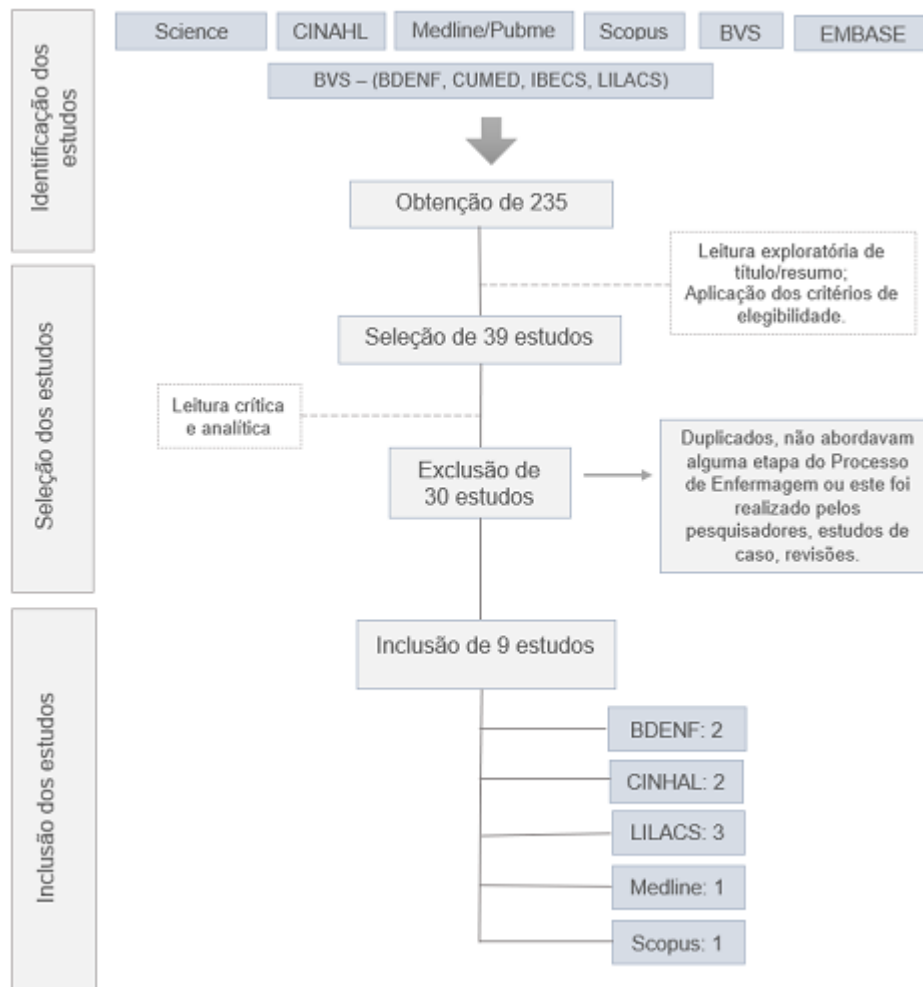 Identificação dos
estudos
Science
CINAHL
Medline/Pubme
Scopus
BVS
EMBASE
BVS – (BDENF, CUMED, IBECS, LILACS)
Obtenção de 235
Leitura exploratória de
título/resumo;
Aplicação dos critérios de
elegibilidade.
Seleção dos estudos
Seleção de 39 estudos
Leitura crítica
e analítica
Exclusão de
30 estudos
Duplicados, não abordavam
alguma etapa do Processo
de Enfermagem ou este foi
realizado pelos
pesquisadores, estudos de
caso, revisões.
Inclusão dos estudos
Inclusão de 9 estudos
BDENF: 2
CINHAL: 2
LILACS: 3
Medline: 1
Scopus: 1